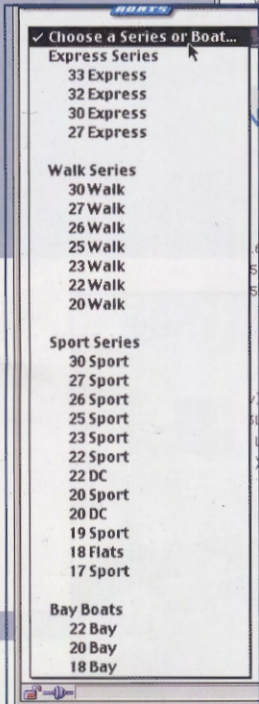 BOATS
✓ Choose a Series or Boat...
Express Series
33 Express
32 Express
30 Express
27 Express
Walk Series
30 Walk
27 Walk
26 Walk
25 Walk
23 Walk
22 Walk
20 Walk
Sport Series
30 Sport
27 Sport
26 Sport
25 Sport
23 Sport
22 Sport
22 DC
20 Sport
20 DC
19 Sport
18 Flats
17 Sport
Bay Boats
22 Bay
20 Bay
18 Bay